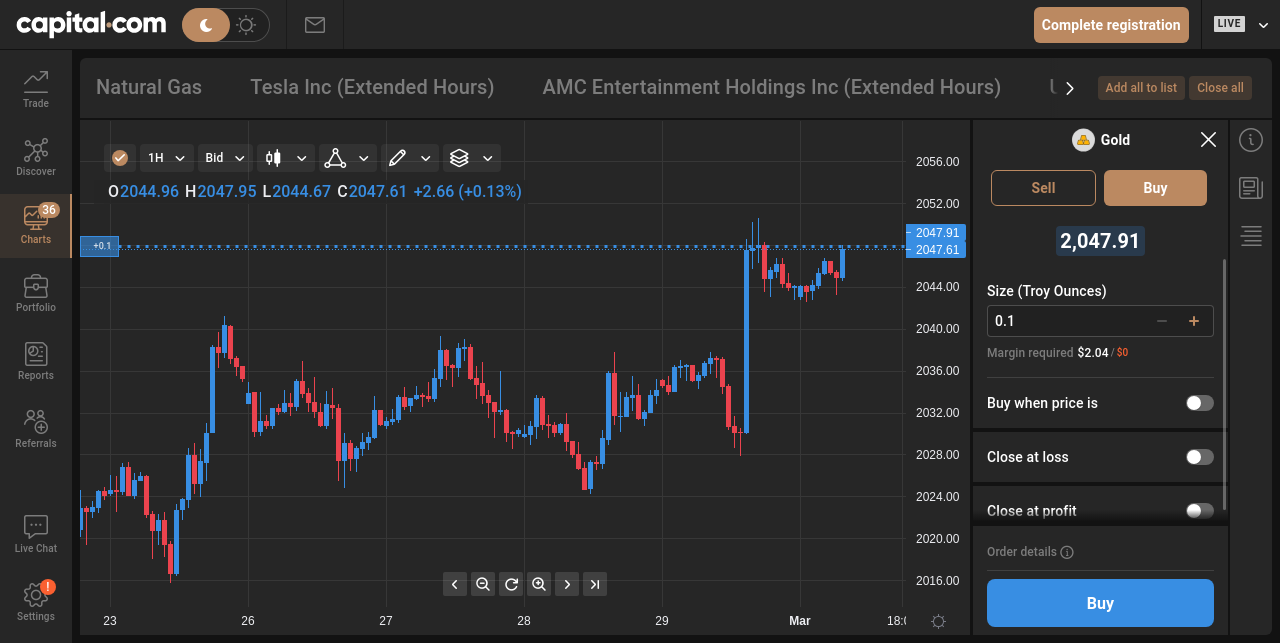 capital.com
Complete registration
LIVE
Trade
Discover
36
Charts
Portfolio
Reports
Referrals
Live Chat
!
Settings
Natural Gas
Tesla Inc (Extended Hours)
AMC Entertainment Holdings Inc (Extended Hours)
Add all to list
Close all
1H
Bid
O2044.96 H2047.95 L2044.67 C2047.61 +2.66 (+0.13%)
+0.1
2056.00
2052.00
2047.91
2047.61
2044.00
2040.00
2036.00
2032.00
2028.00
2024.00
2020.00
2016.00
23
26
27
28
29
Mar
Gold
Sell
Buy
2,047.91
Size (Troy Ounces)
0.1
Margin required $2.04 / $0
Buy when price is
Close at loss
Close at profit
Order details
Buy